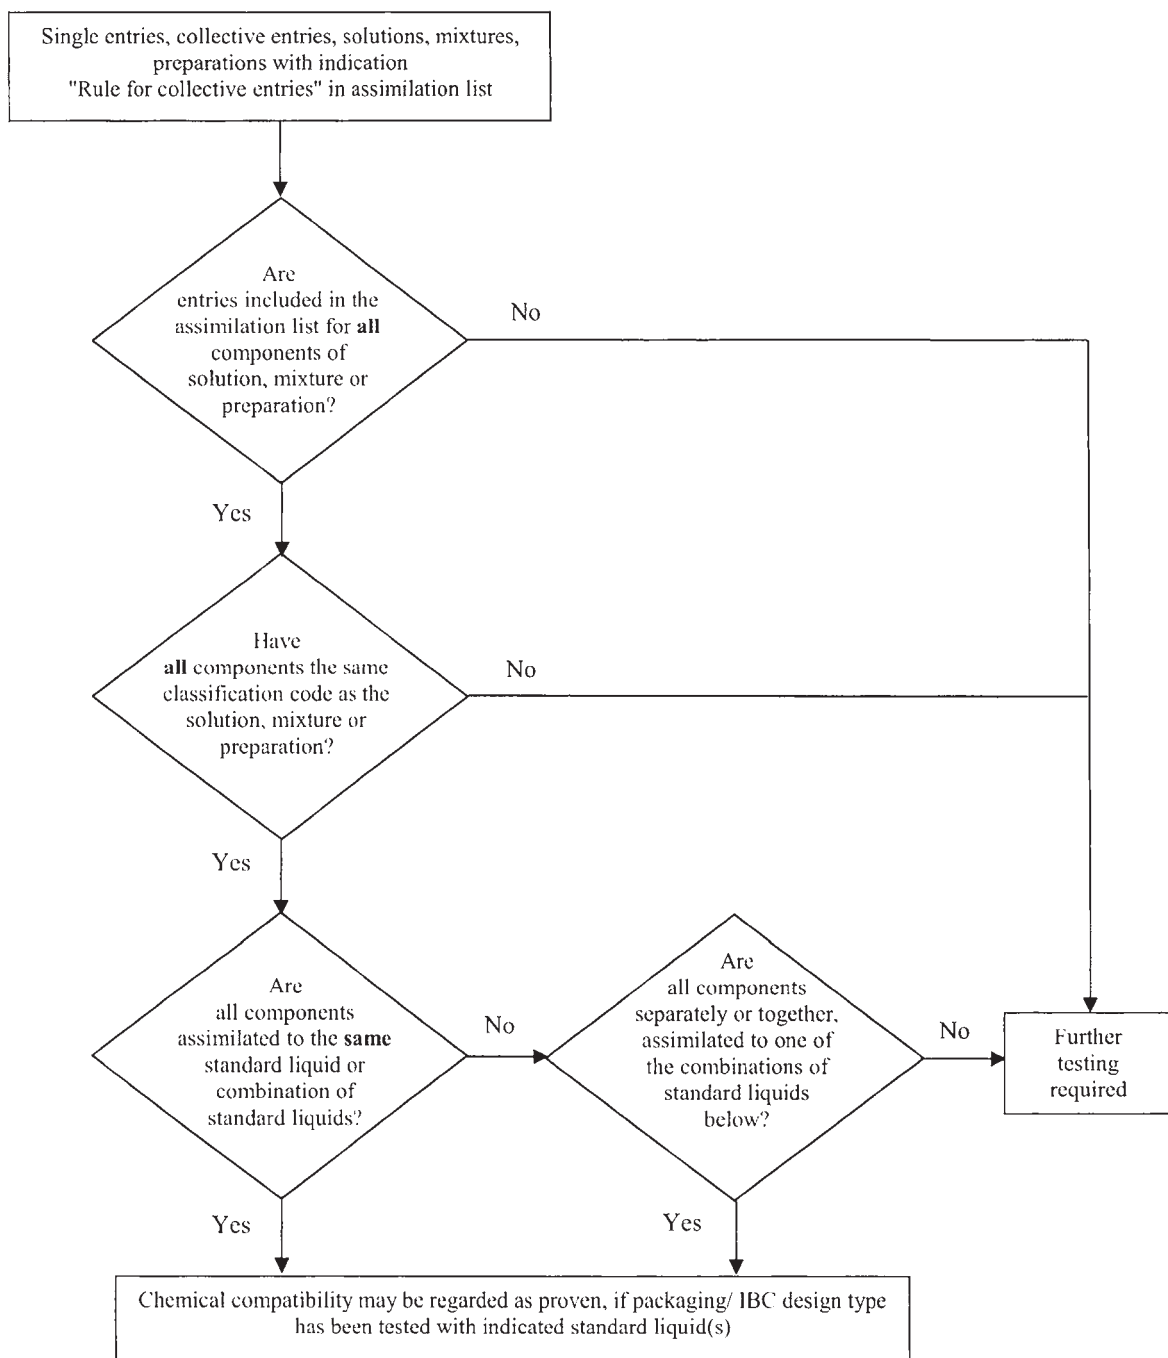 Single entries, collective entries, solutions, mixtures,
preparations with indication
"Rule for collective entries" in assimilation list
Are
entries included in the
assimilation list for all
components of
solution, mixture or
preparation?
No
Yes
Have
all components the same
classification code as the
solution, mixture or
preparation?
No
Yes
Are
all components
assimilated to the same
standard liquid or
combination of
standard liquids?
No
Are
all components
separately or together,
assimilated to one of
the combinations of
standard liquids
below?
No
Further
testing
required
Yes
Yes
Chemical compatibility may be regarded as proven, if packaging/ IBC design type
has been tested with indicated standard liquid(s)